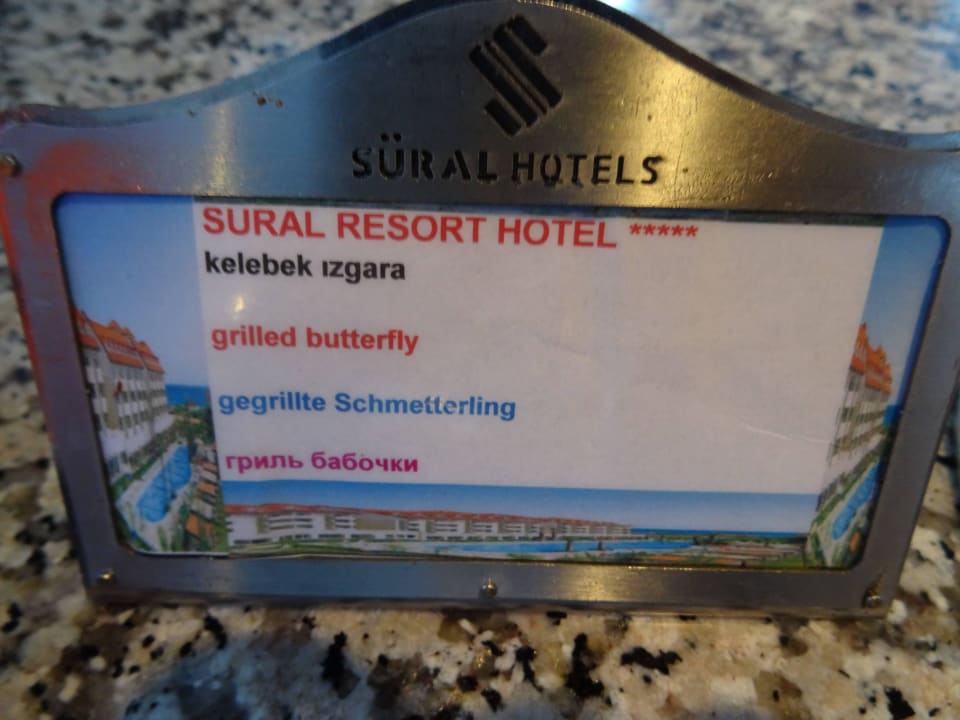 SÜRAL HOTELS
SURAL RESORT HOTEL *****
kelebek ızgara
grilled butterfly
gegrillte Schmetterling
гриль бабочки